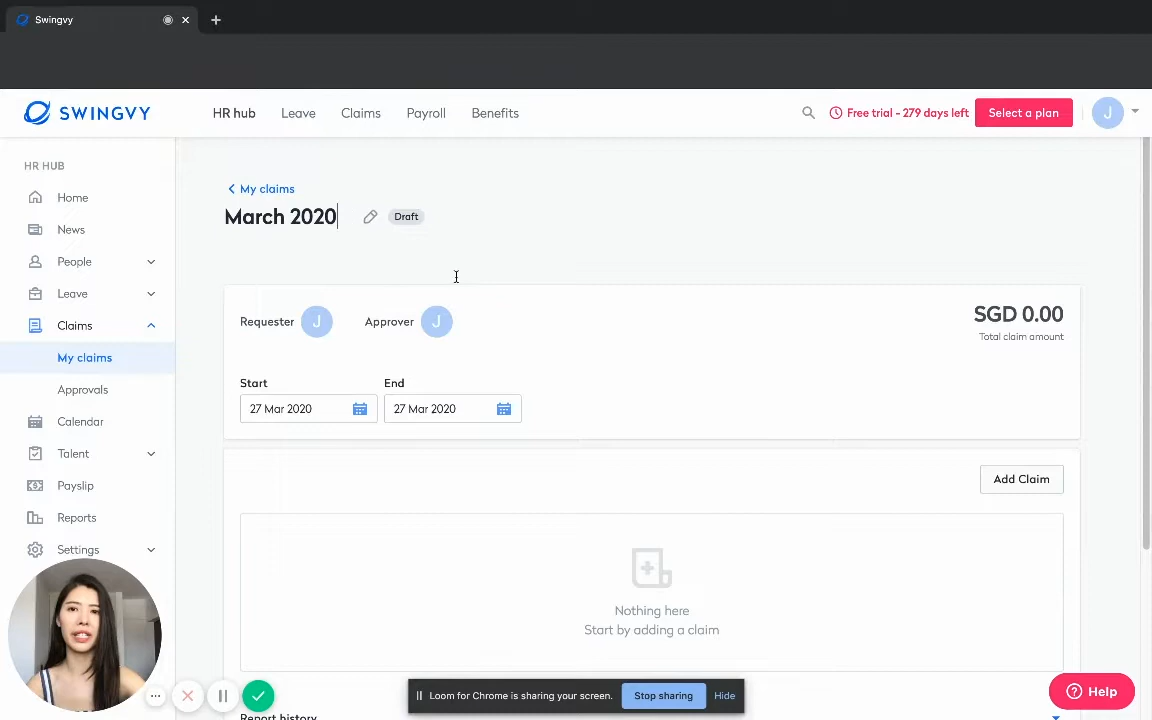 Swingvy
SWINGVY
HR hub
Leave
Claims
Payroll
Benefits
Free trial - 279 days left
Select a plan
J
HR HUB
Home
News
People
Leave
Claims
My claims
Approvals
Calendar
Talent
Payslip
Reports
Settings
My claims
March 2020
Draft
Requester
J
Approver
J
SGD 0.00
Total claim amount
Start
End
27 Mar 2020
27 Mar 2020
Add Claim
Nothing here
Start by adding a claim
Report history
Loom for Chrome is sharing your screen.
Stop sharing
Hide
Help